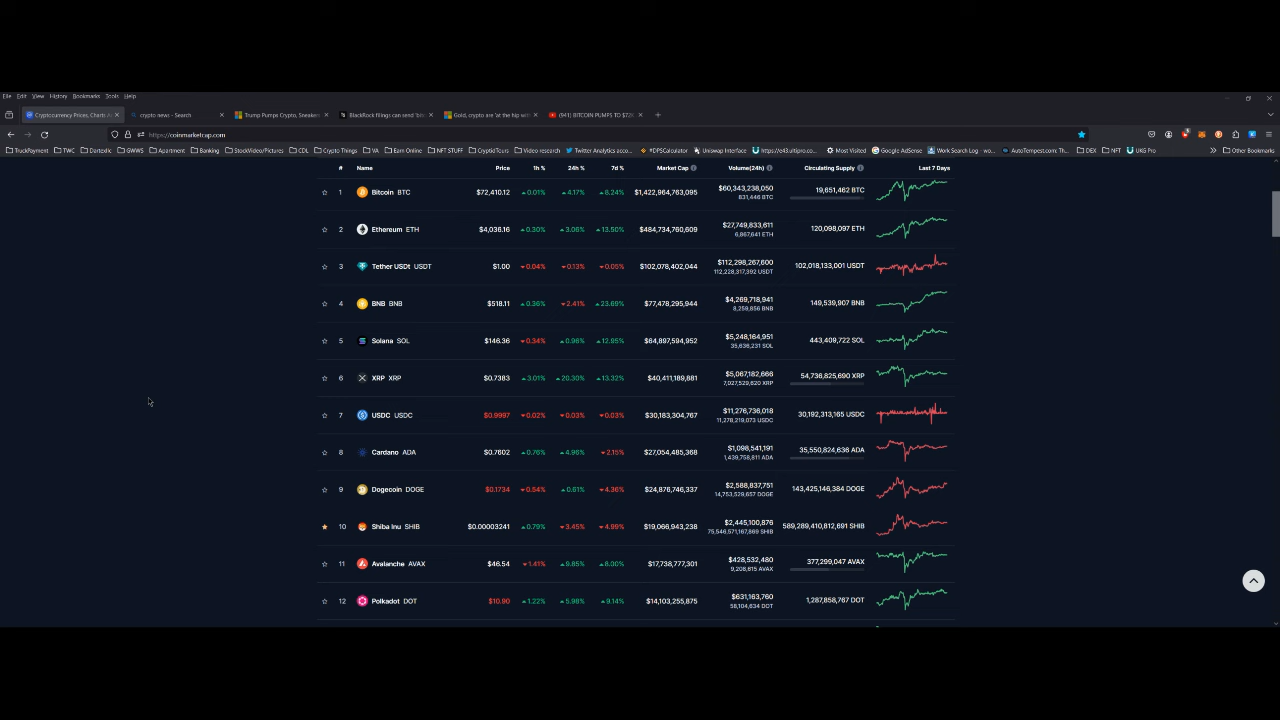 File Edit View History Bookmarks Tools Help
Cryptocurrency Prices, Charts A crypto news - Search Trump Pumps Crypto, Sneakers BlackRock filings can send 'bitc Gold, crypto are 'at the hip with (941) BITCOIN PUMPS TO $72K
https://coinmarketcap.com
TruckPayment TWC Dartexlc GWWS Apartment Banking StockVideo/Pictures CDL Crypto Things VA Earn Online NFT STUFF CryptidTours Video research Twitter Analytics acco... #DPSCalculator Uniswap Interface https://e43.ultipro.co... Most Visited Google AdSense Work Search Log - wo... AutoTempest.com: Th... DEX NFT UKG Pro Other Bookmarks
# Name Price 1h % 24h % 7d % Market Cap Volume(24h) Circulating Supply Last 7 Days
1 Bitcoin BTC $72,410.12 0.01% 4.17% 8.24% $1,422,964,763,095 $60,343,238,050 19,651,462 BTC
831,446 BTC
2 Ethereum ETH $4,036.16 0.30% 3.06% 13.50% $484,734,760,609 $27,749,833,611 120,098,097 ETH
6,867,641 ETH
3 Tether USDt USDT $1.00 0.04% 0.13% 0.05% $102,078,402,044 $112,298,267,600 102,018,133,001 USDT
112,228,317,392 USDT
4 BNB BNB $518.11 0.36% 2.41% 23.69% $77,478,295,944 $4,269,718,941 149,539,907 BNB
8,259,856 BNB
5 Solana SOL $146.36 0.34% 0.96% 12.95% $64,897,594,952 $5,248,164,951 443,409,722 SOL
35,636,231 SOL
6 XRP XRP $0.7383 3.01% 20.30% 13.32% $40,411,189,881 $5,067,182,666 54,736,825,690 XRP
7,027,529,620 XRP
7 USDC USDC $0.9997 0.02% 0.03% 0.03% $30,183,304,767 $11,276,736,018 30,192,313,165 USDC
11,278,219,073 USDC
8 Cardano ADA $0.7602 0.76% 4.96% 2.15% $27,054,485,368 $1,098,541,191 35,550,824,636 ADA
1,439,758,811 ADA
9 Dogecoin DOGE $0.1734 0.54% 0.61% 4.36% $24,876,746,337 $2,588,837,751 143,425,146,384 DOGE
14,753,529,657 DOGE
10 Shiba Inu SHIB $0.00003241 0.79% 3.45% 4.99% $19,066,943,238 $2,445,100,876 589,289,410,812,691 SHIB
75,546,571,167,869 SHIB
11 Avalanche AVAX $46.54 1.41% 9.85% 8.00% $17,738,777,301 $428,532,480 377,299,047 AVAX
9,208,615 AVAX
12 Polkadot DOT $10.90 1.22% 5.98% 9.14% $14,103,255,875 $631,163,760 1,287,858,767 DOT
58,104,634 DOT